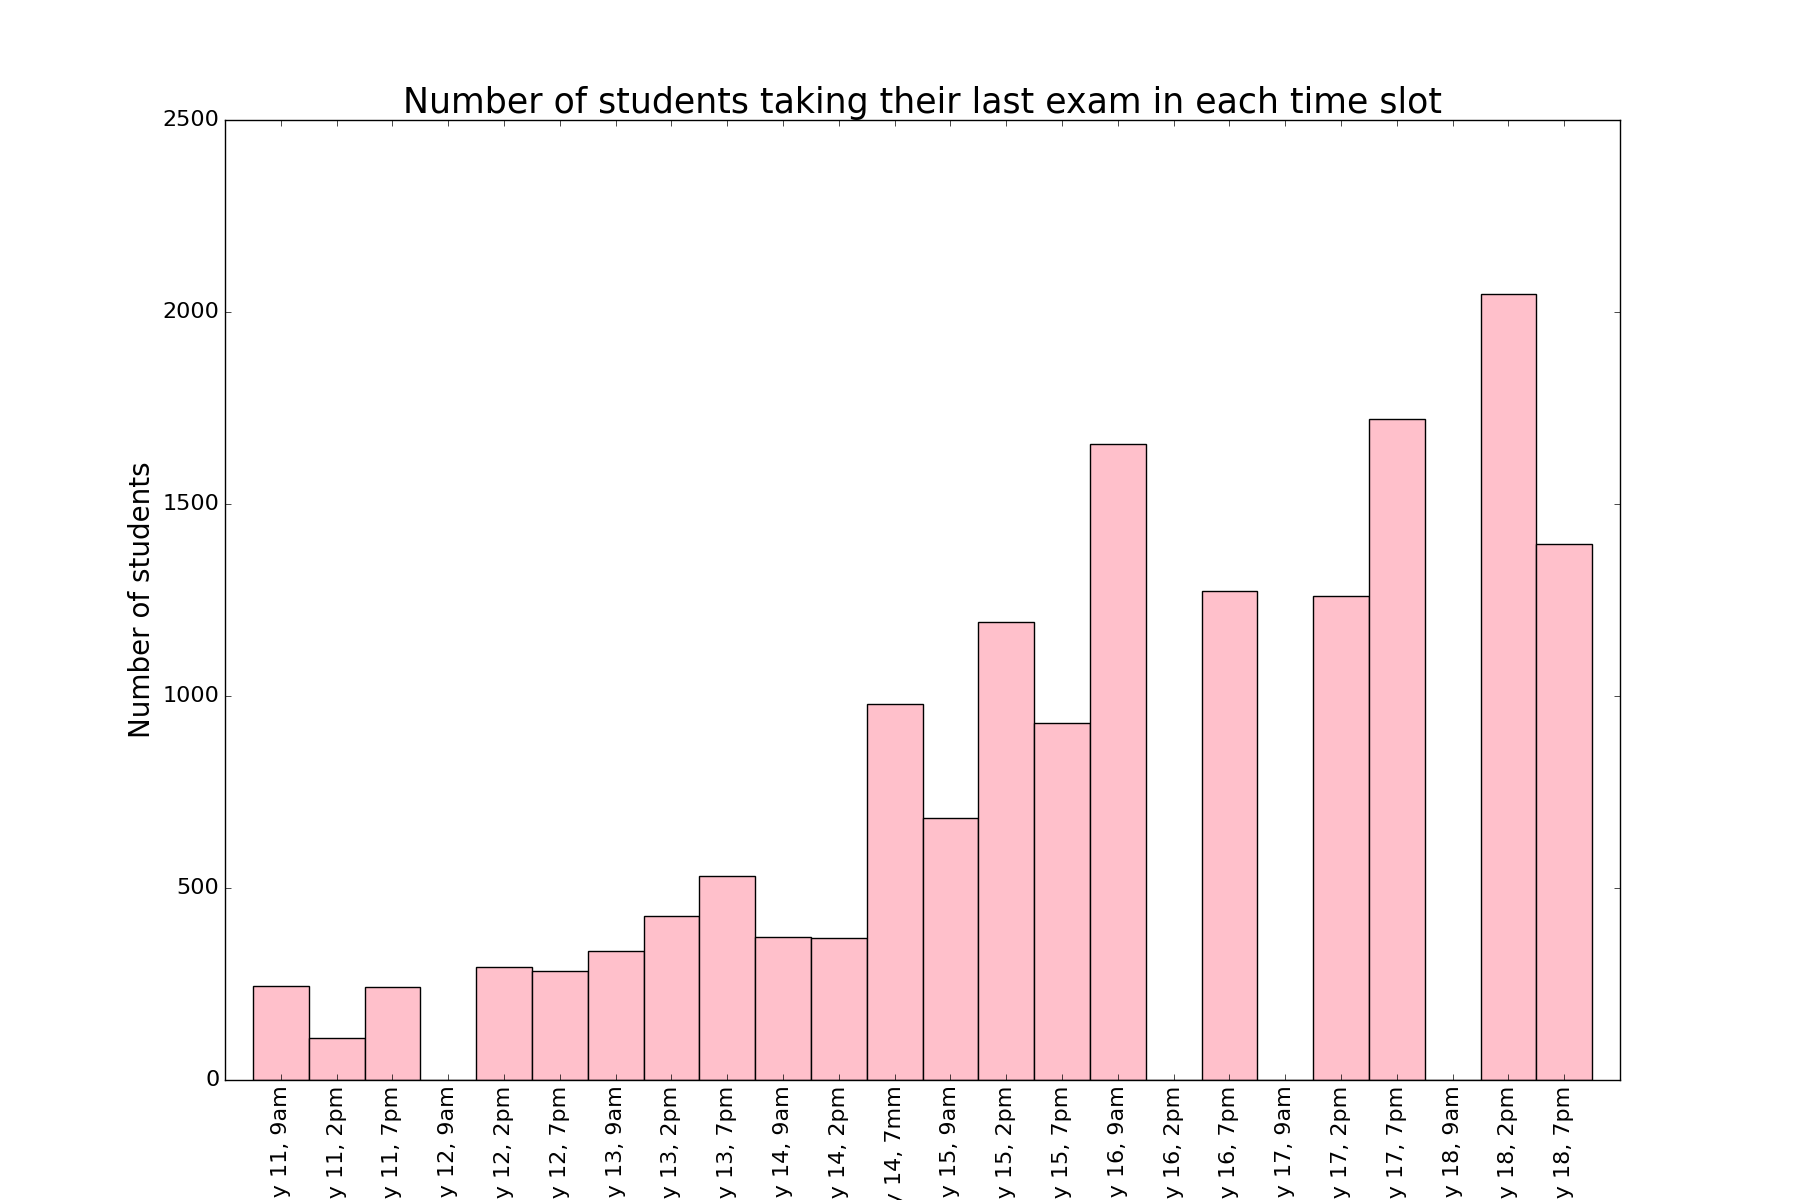 Number of students taking their last exam in each time slot
Number of students
2500
2000
1500
1000
500
0
y 11, 9am
y 11, 2pm
y 11, 7pm
y 12, 9am
y 12, 2pm
y 12, 7pm
y 13, 9am
y 13, 2pm
y 13, 7pm
y 14, 9am
y 14, 2pm
y 14, 7mm
y 15, 9am
y 15, 2pm
y 15, 7pm
y 16, 9am
y 16, 2pm
y 16, 7pm
y 17, 9am
y 17, 2pm
y 17, 7pm
y 18, 9am
y 18, 2pm
y 18, 7pm